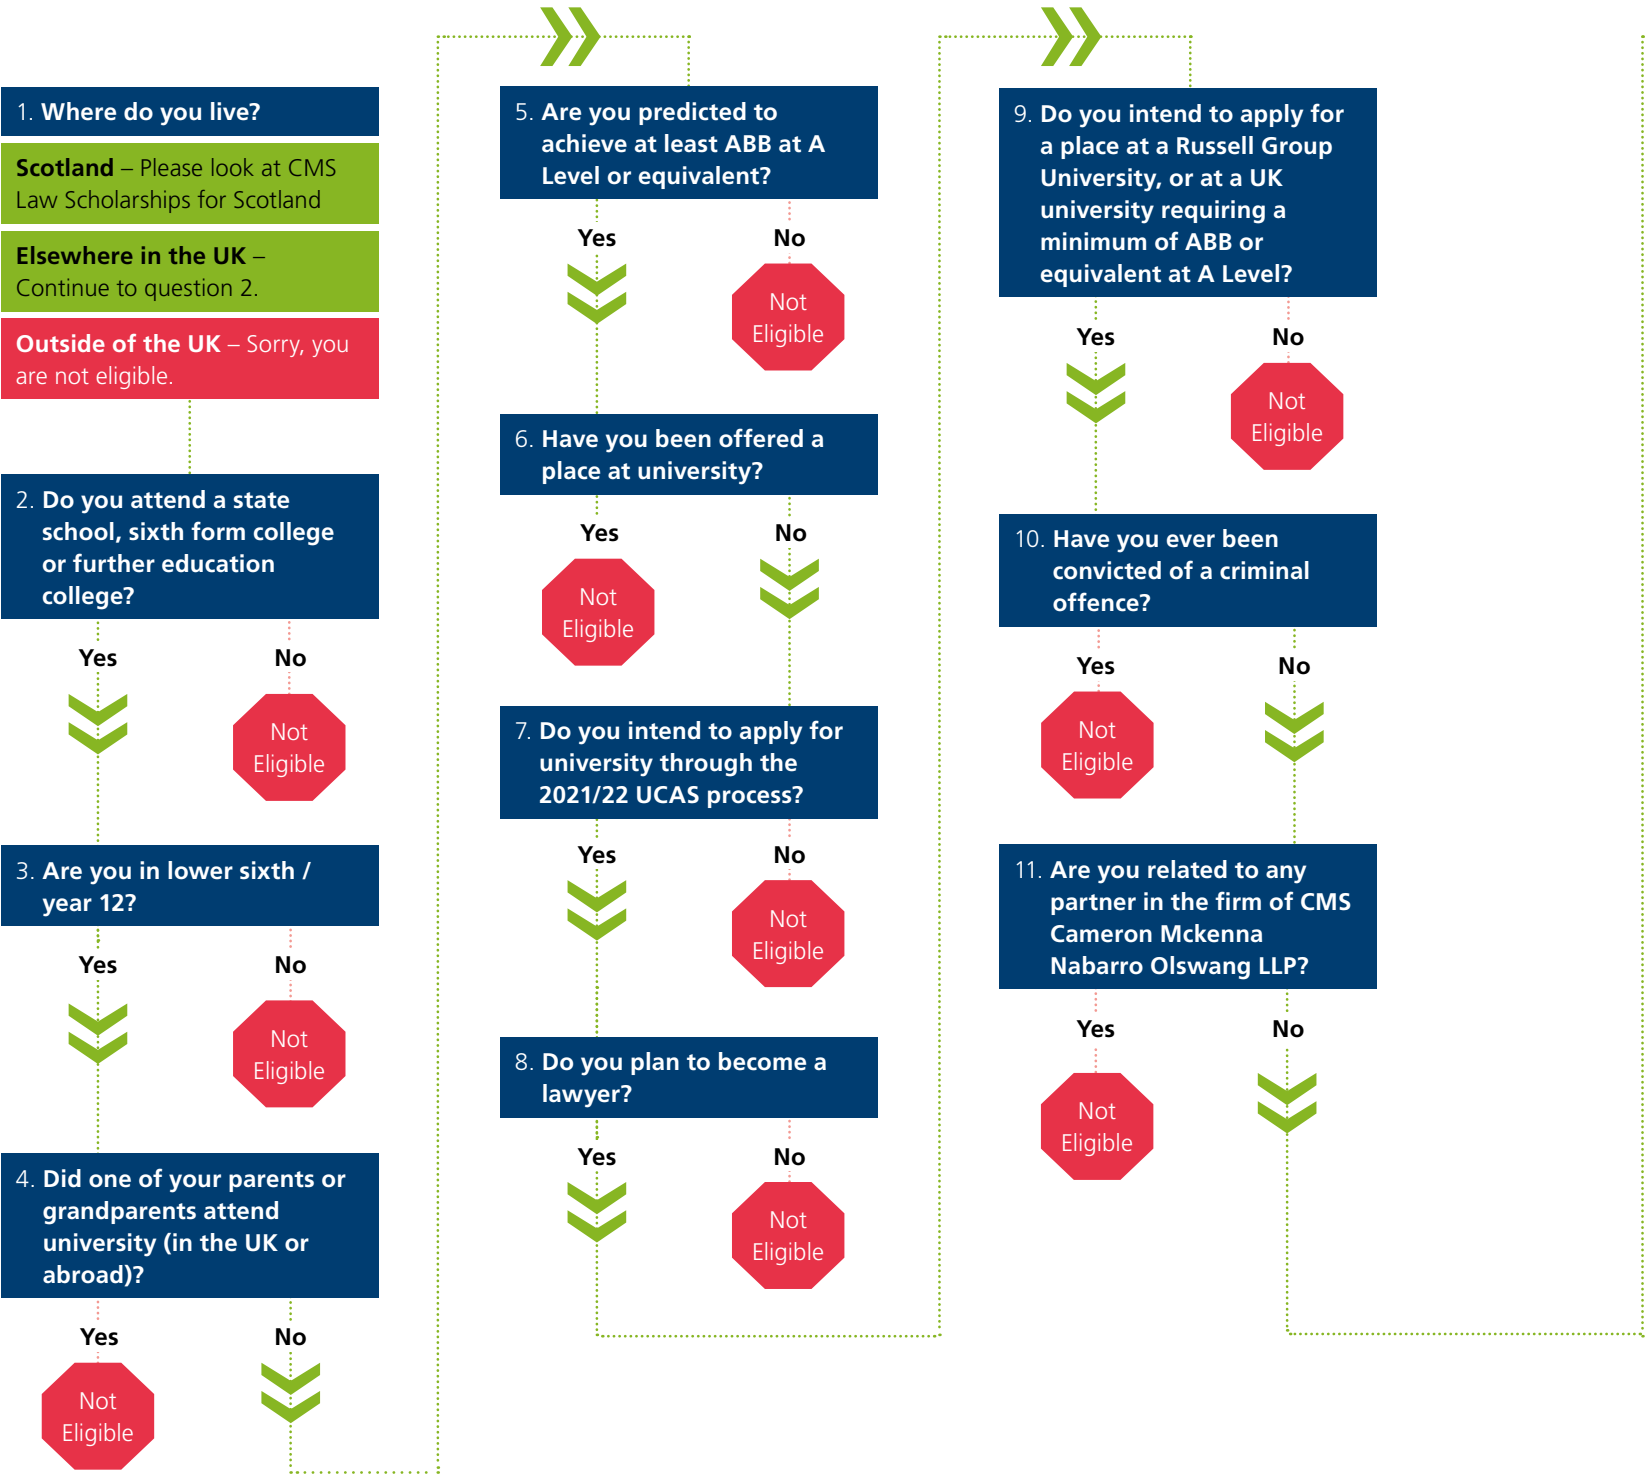 1. Where do you live?
Scotland – Please look at CMS
Law Scholarships for Scotland
Elsewhere in the UK –
Continue to question 2.
Outside of the UK – Sorry, you
are not eligible.
2. Do you attend a state
school, sixth form college
or further education
college?
Yes
No
Not
Eligible
3. Are you in lower sixth /
year 12?
Yes
No
Not
Eligible
4. Did one of your parents or
grandparents attend
university (in the UK or
abroad)?
Yes
No
Not
Eligible
5. Are you predicted to
achieve at least ABB at A
Level or equivalent?
Yes
No
Not
Eligible
6. Have you been offered a
place at university?
Yes
No
Not
Eligible
7. Do you intend to apply for
university through the
2021/22 UCAS process?
Yes
No
Not
Eligible
8. Do you plan to become a
lawyer?
Yes
No
Not
Eligible
9. Do you intend to apply for
a place at a Russell Group
University, or at a UK
university requiring a
minimum of ABB or
equivalent at A Level?
Yes
No
Not
Eligible
10. Have you ever been
convicted of a criminal
offence?
Yes
No
Not
Eligible
11. Are you related to any
partner in the firm of CMS
Cameron Mckenna
Nabarro Olswang LLP?
Yes
No
Not
Eligible